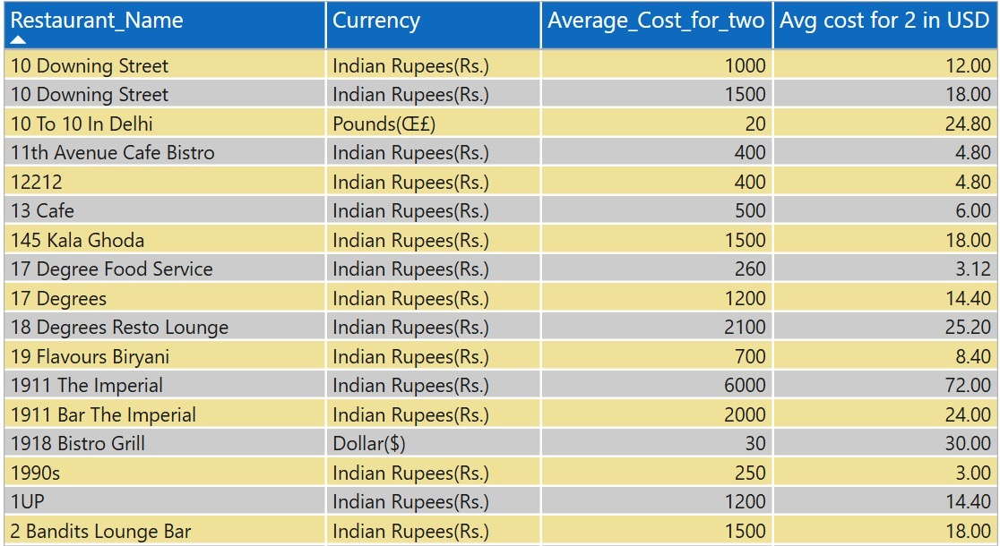 Restaurant_Name Currency Average_Cost_for_two Avg cost for 2 in USD
10 Downing Street Indian Rupees(Rs.) 1000 12.00
10 Downing Street Indian Rupees(Rs.) 1500 18.00
10 To 10 In Delhi Pounds(Œ£) 20 24.80
11th Avenue Cafe Bistro Indian Rupees(Rs.) 400 4.80
12212 Indian Rupees(Rs.) 400 4.80
13 Cafe Indian Rupees(Rs.) 500 6.00
145 Kala Ghoda Indian Rupees(Rs.) 1500 18.00
17 Degree Food Service Indian Rupees(Rs.) 260 3.12
17 Degrees Indian Rupees(Rs.) 1200 14.40
18 Degrees Resto Lounge Indian Rupees(Rs.) 2100 25.20
19 Flavours Biryani Indian Rupees(Rs.) 700 8.40
1911 The Imperial Indian Rupees(Rs.) 6000 72.00
1911 Bar The Imperial Indian Rupees(Rs.) 2000 24.00
1918 Bistro Grill Dollar($) 30 30.00
1990s Indian Rupees(Rs.) 250 3.00
1UP Indian Rupees(Rs.) 1200 14.40
2 Bandits Lounge Bar Indian Rupees(Rs.) 1500 18.00